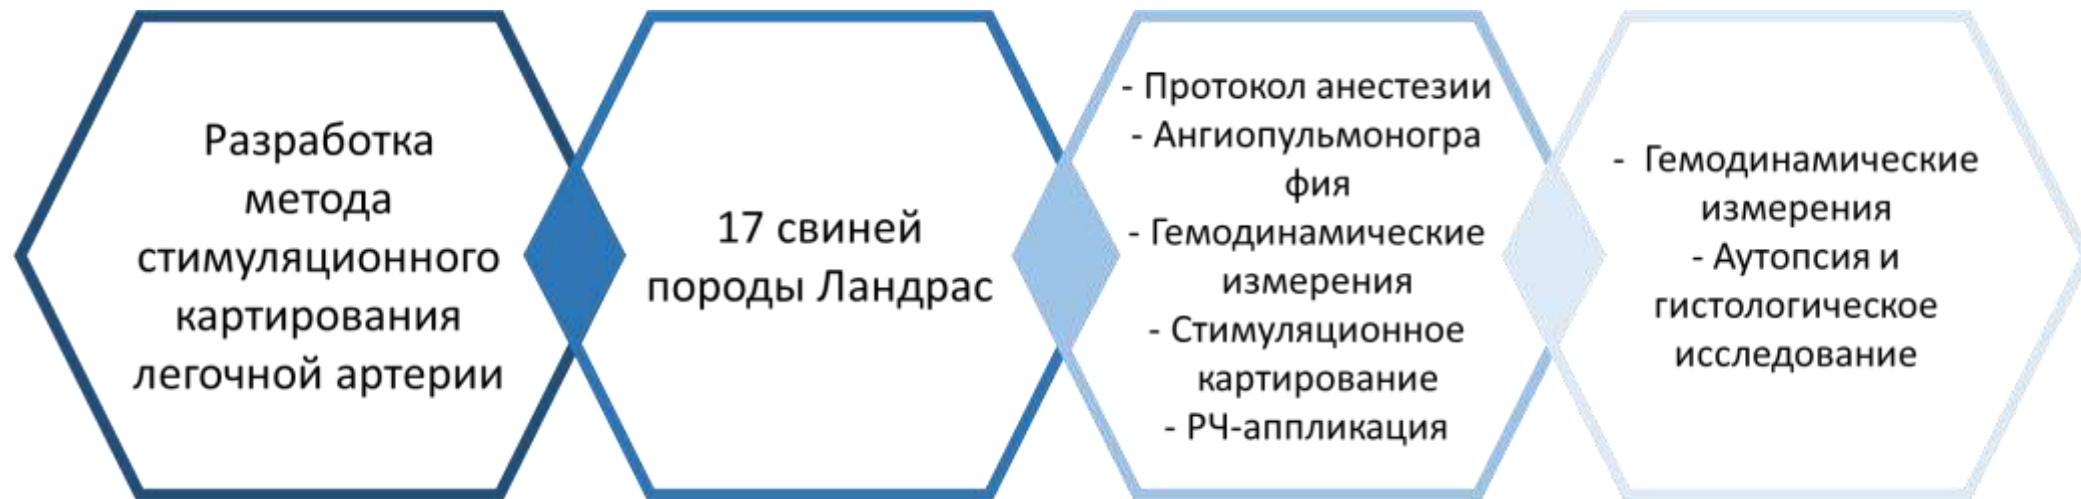 Разработка
метода
стимуляционного
картирования
легочной артерии
17 свиней
породы Ландрас
- Протокол анестезии
- Ангиопульмоногра
фия
- Гемодинамические
измерения
- Стимуляционное
картирование
- РЧ-аппликация
- Гемодинамические
измерения
- Аутопсия и
гистологическое
исследование